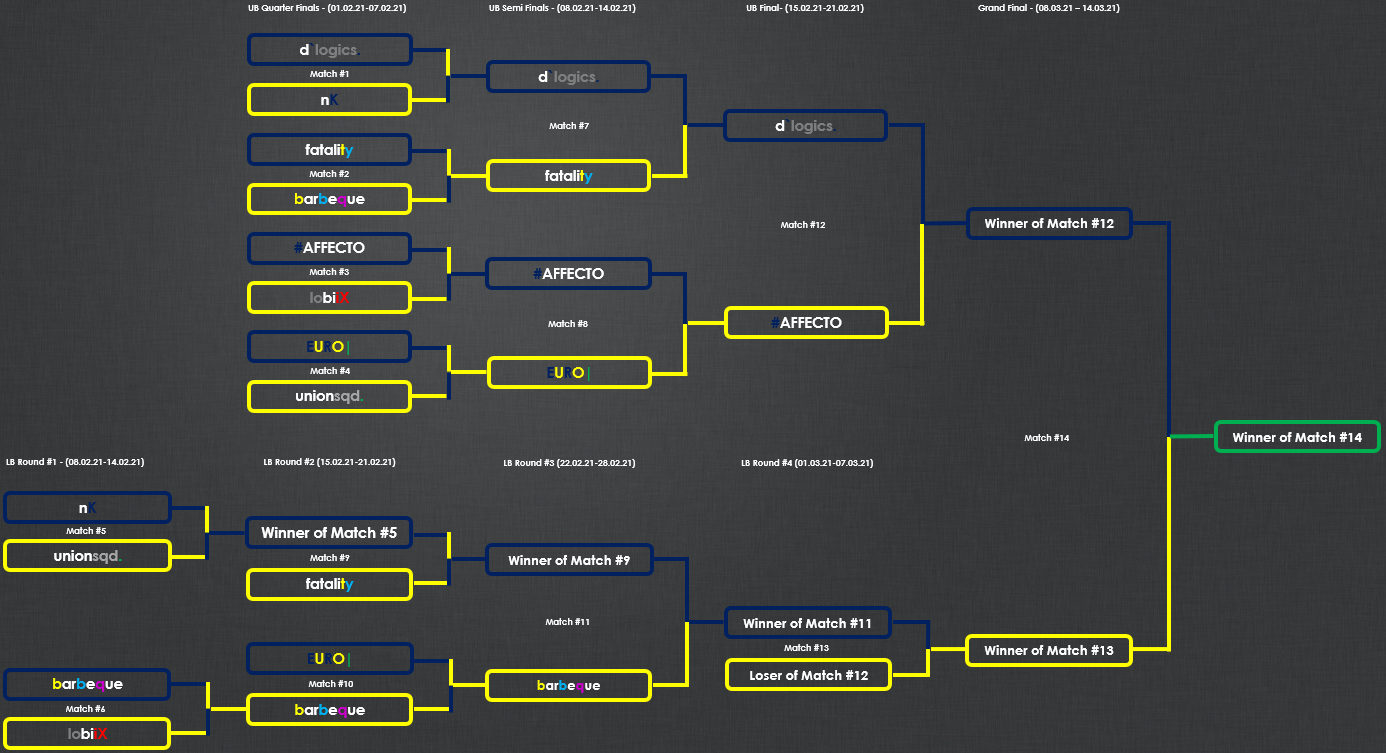 UB Quarter Finals - (01.02.21-07.02.21)
UB Semi Finals - (08.02.21-14.02.21)
UB Final- (15.02.21-21.02.21)
Grand Final - (08.03.21 – 14.03.21)
d`logics.
Match #1
nK
fatality
Match #2
barbeque
#AFFECTO
Match #3
lobiiX
EURO|
Match #4
unionsqd.
d`logics.
Match #7
fatality
#AFFECTO
Match #8
EURO|
d`logics.
Match #12
#AFFECTO
Winner of Match #12
Match #14
Winner of Match #14
LB Round #1 - (08.02.21-14.02.21)
LB Round #2 (15.02.21-21.02.21)
LB Round #3 (22.02.21-28.02.21)
LB Round #4 (01.03.21-07.03.21)
nK
Match #5
unionsqd.
barbeque
Match #6
lobiiX
Winner of Match #5
Match #9
fatality
EURO|
Match #10
barbeque
Winner of Match #9
Match #11
barbeque
Winner of Match #11
Match #13
Loser of Match #12
Winner of Match #13